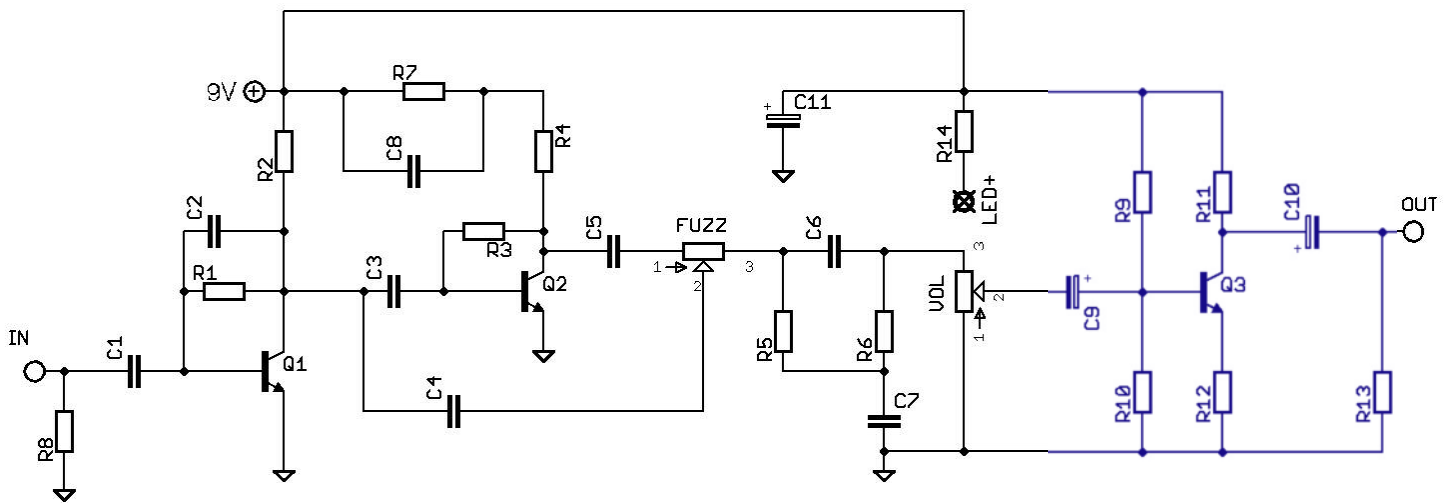 R7
9V
C11
C8
R4
R14
R2
C2
LED+
R9
R11
C10
OUT
FUZZ
C5
C6
R3
R1
C3
1
3
2
3
Q2
VOL
2
Q3
C9
1
IN
C1
Q1
R5
R6
C4
C7
R10
R12
R13
R8